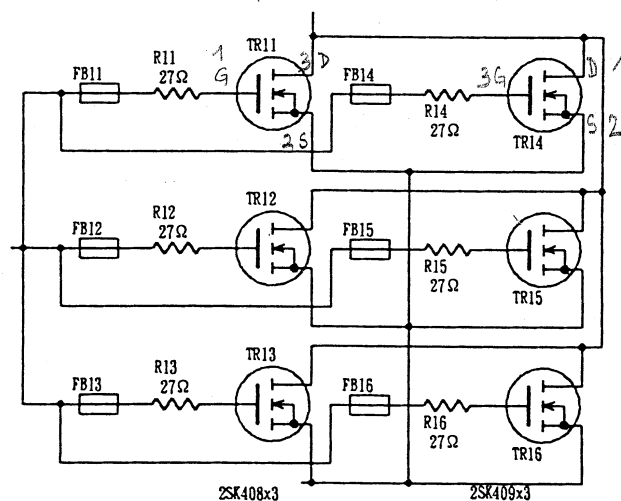 FB11
R11
27Ω
1
G
TR11
3 D
2 S
FB14
R14
27Ω
3G
D 1
S 2
TR14
FB12
R12
27Ω
TR12
FB15
R15
27Ω
TR15
FB13
R13
27Ω
TR13
FB16
R16
27Ω
TR16
2SK408x3
2SK409x3